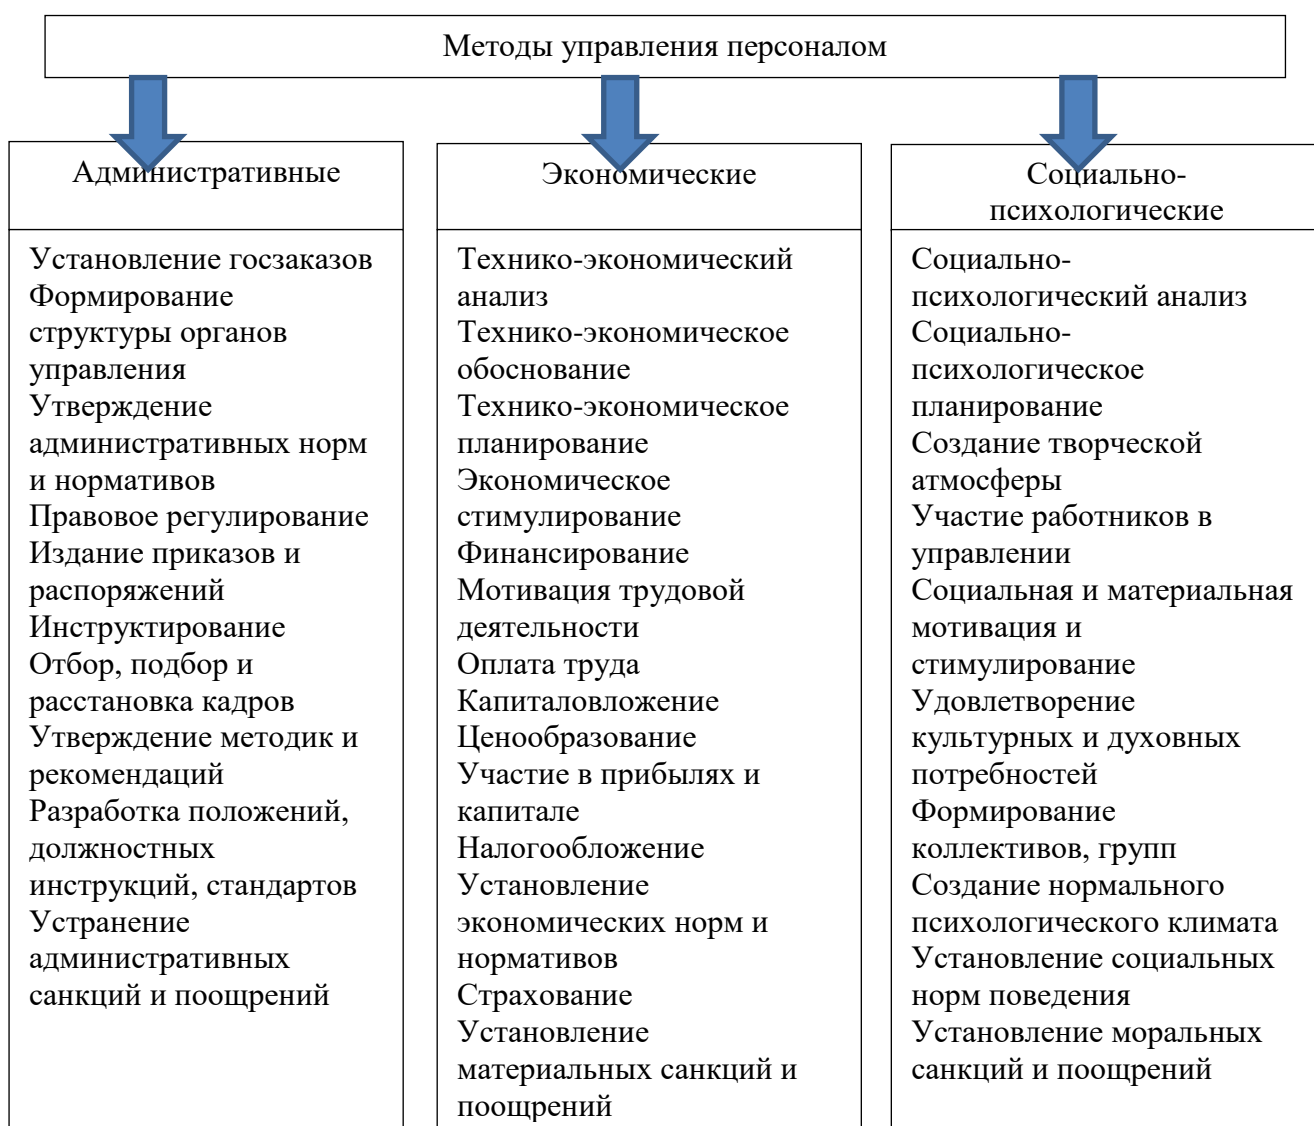 Методы управления персоналом
Административные
Установление госзаказов
Формирование
структуры органов
управления
Утверждение
административных норм
и нормативов
Правовое регулирование
Издание приказов и
распоряжений
Инструктирование
Отбор, подбор и
расстановка кадров
Утверждение методик и
рекомендаций
Разработка положений,
должностных
инструкций, стандартов
Устранение
административных
санкций и поощрений
Экономические
Технико-экономический
анализ
Технико-экономическое
обоснование
Технико-экономическое
планирование
Экономическое
стимулирование
Финансирование
Мотивация трудовой
деятельности
Оплата труда
Капиталовложение
Ценообразование
Участие в прибылях и
капитале
Налогообложение
Установление
экономических норм и
нормативов
Страхование
Установление
материальных санкций и
поощрений
Социально-
психологические
Социально-
психологический анализ
Социально-
психологическое
планирование
Создание творческой
атмосферы
Участие работников в
управлении
Социальная и материальная
мотивация и
стимулирование
Удовлетворение
культурных и духовных
потребностей
Формирование
коллективов, групп
Создание нормального
психологического климата
Установление социальных
норм поведения
Установление моральных
санкций и поощрений